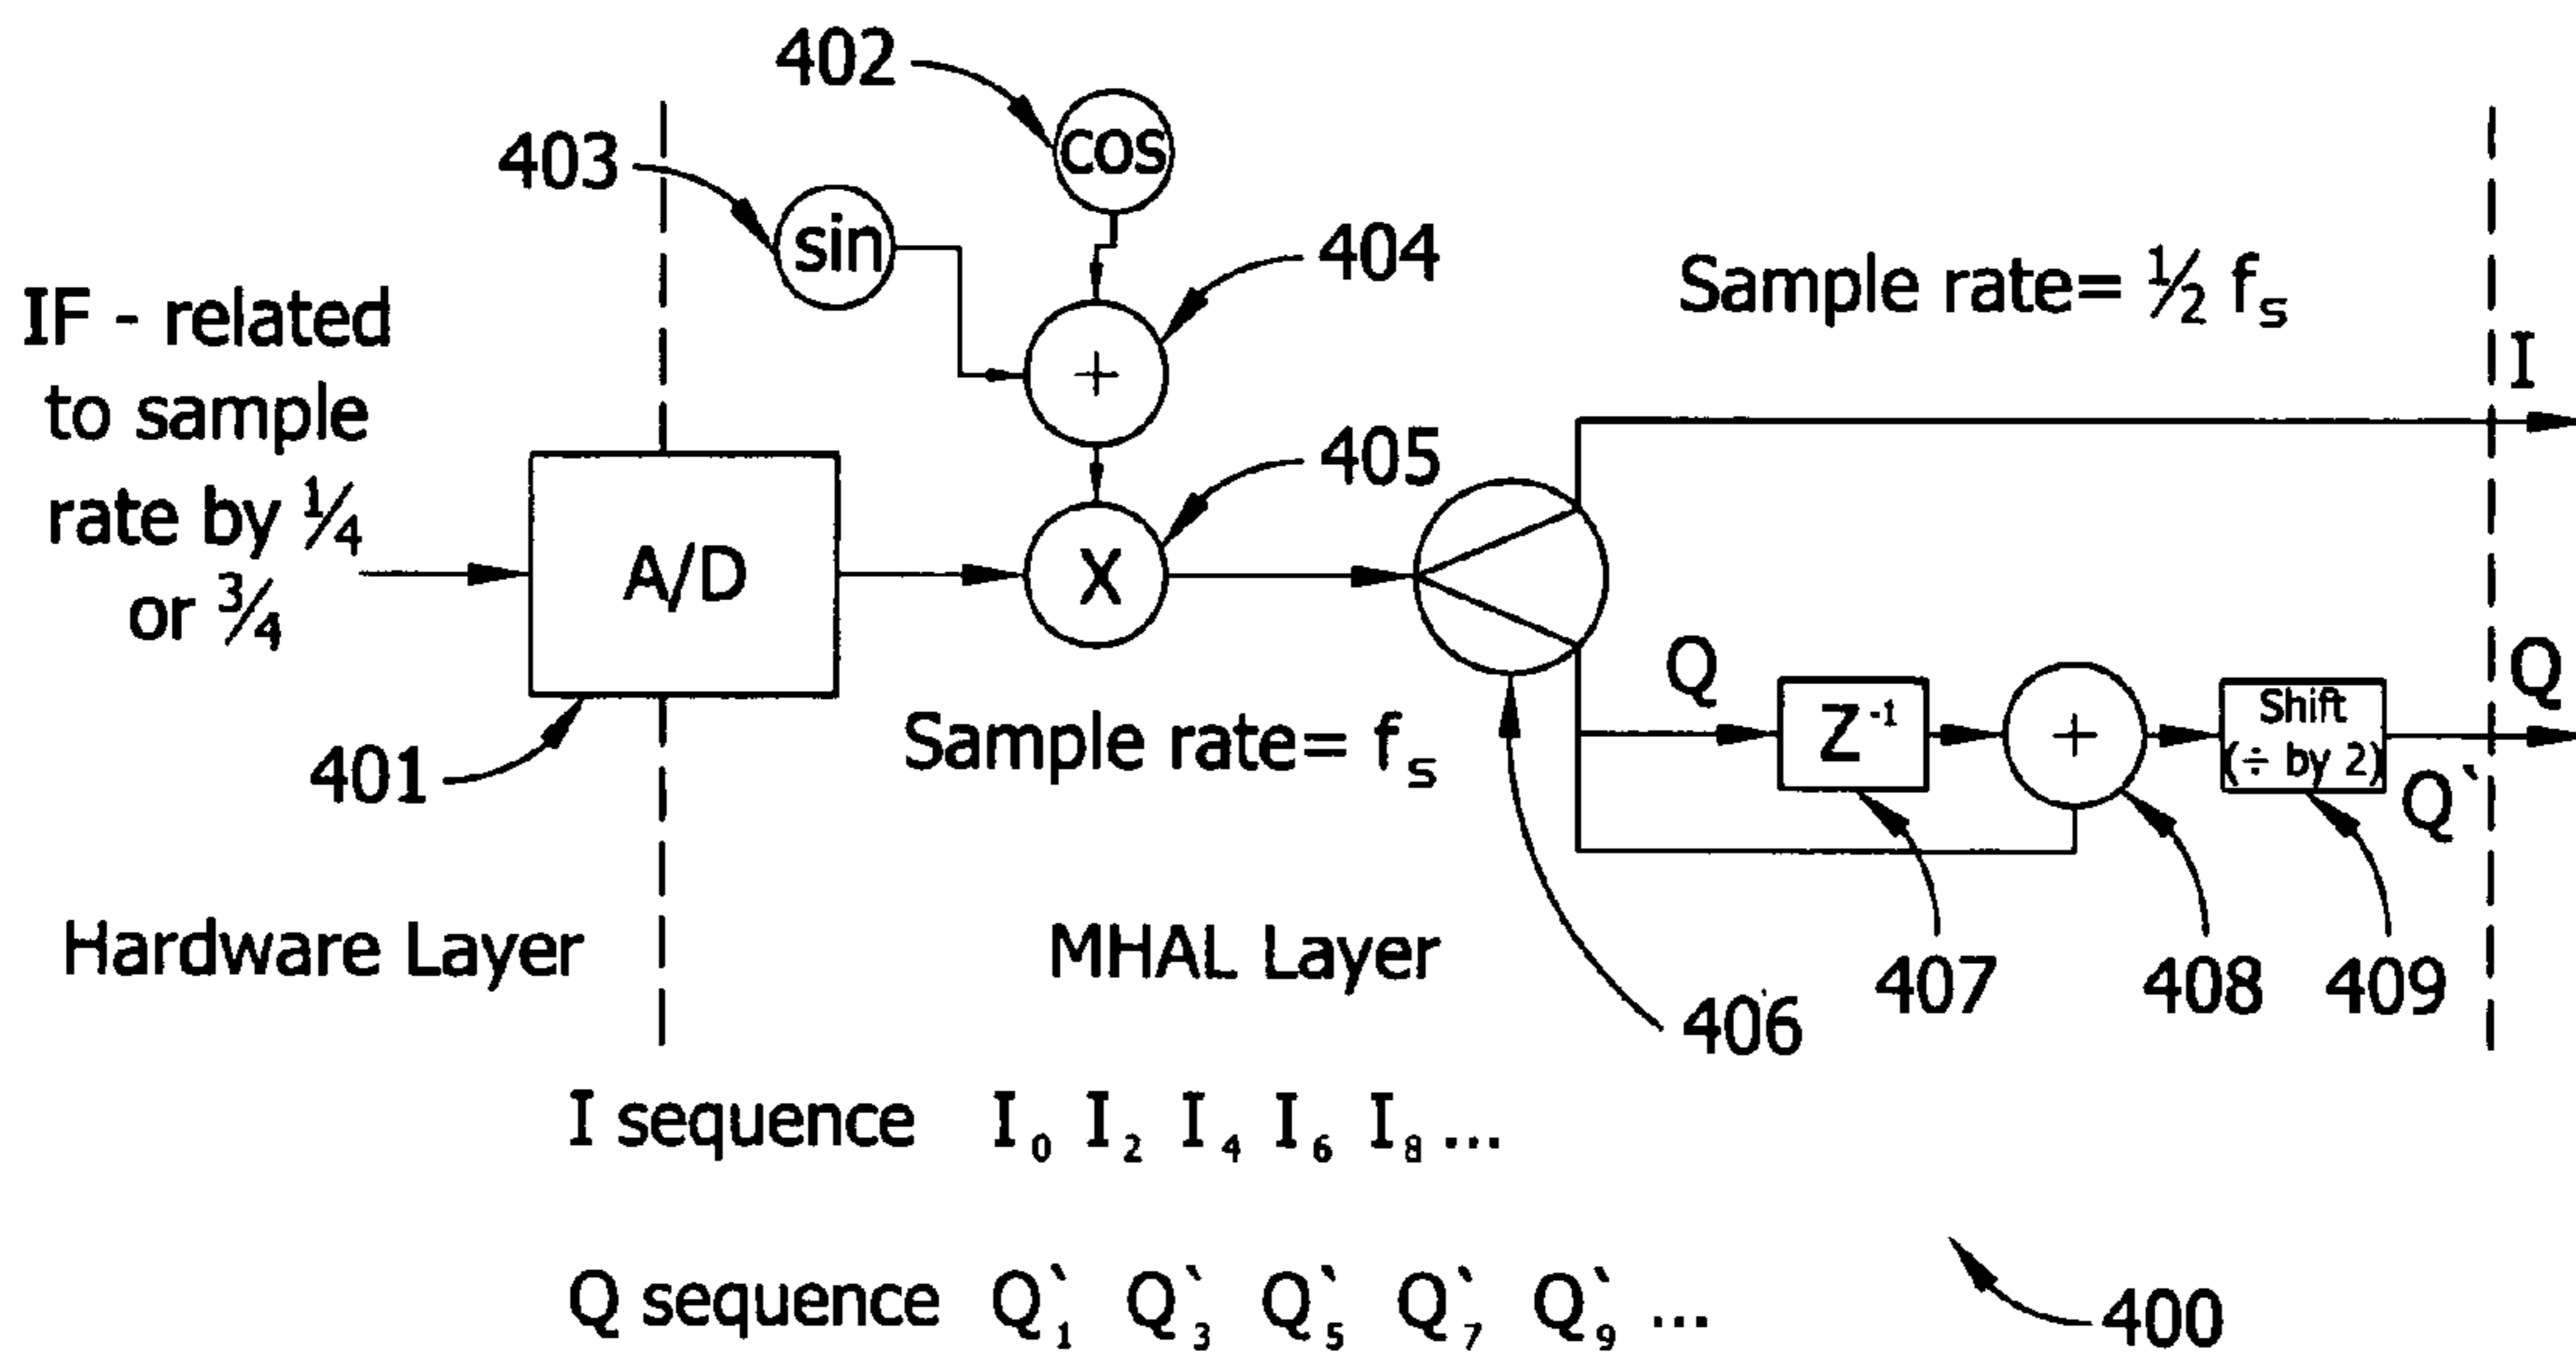 402
cos
403
sin
404
Sample rate= ½ fs
IF - related
to sample
rate by ¼
or ¾
I
405
A/D
X
+
Q
Z -1
+
Shift
(÷ by 2)
Q
Q`
Sample rate= fs
401
Hardware Layer
MHAL Layer
406
407
408
409
I sequence I0 I2 I4 I6 I8 ...
Q sequence Q`1 Q`3 Q`5 Q`7 Q`9 ...
400